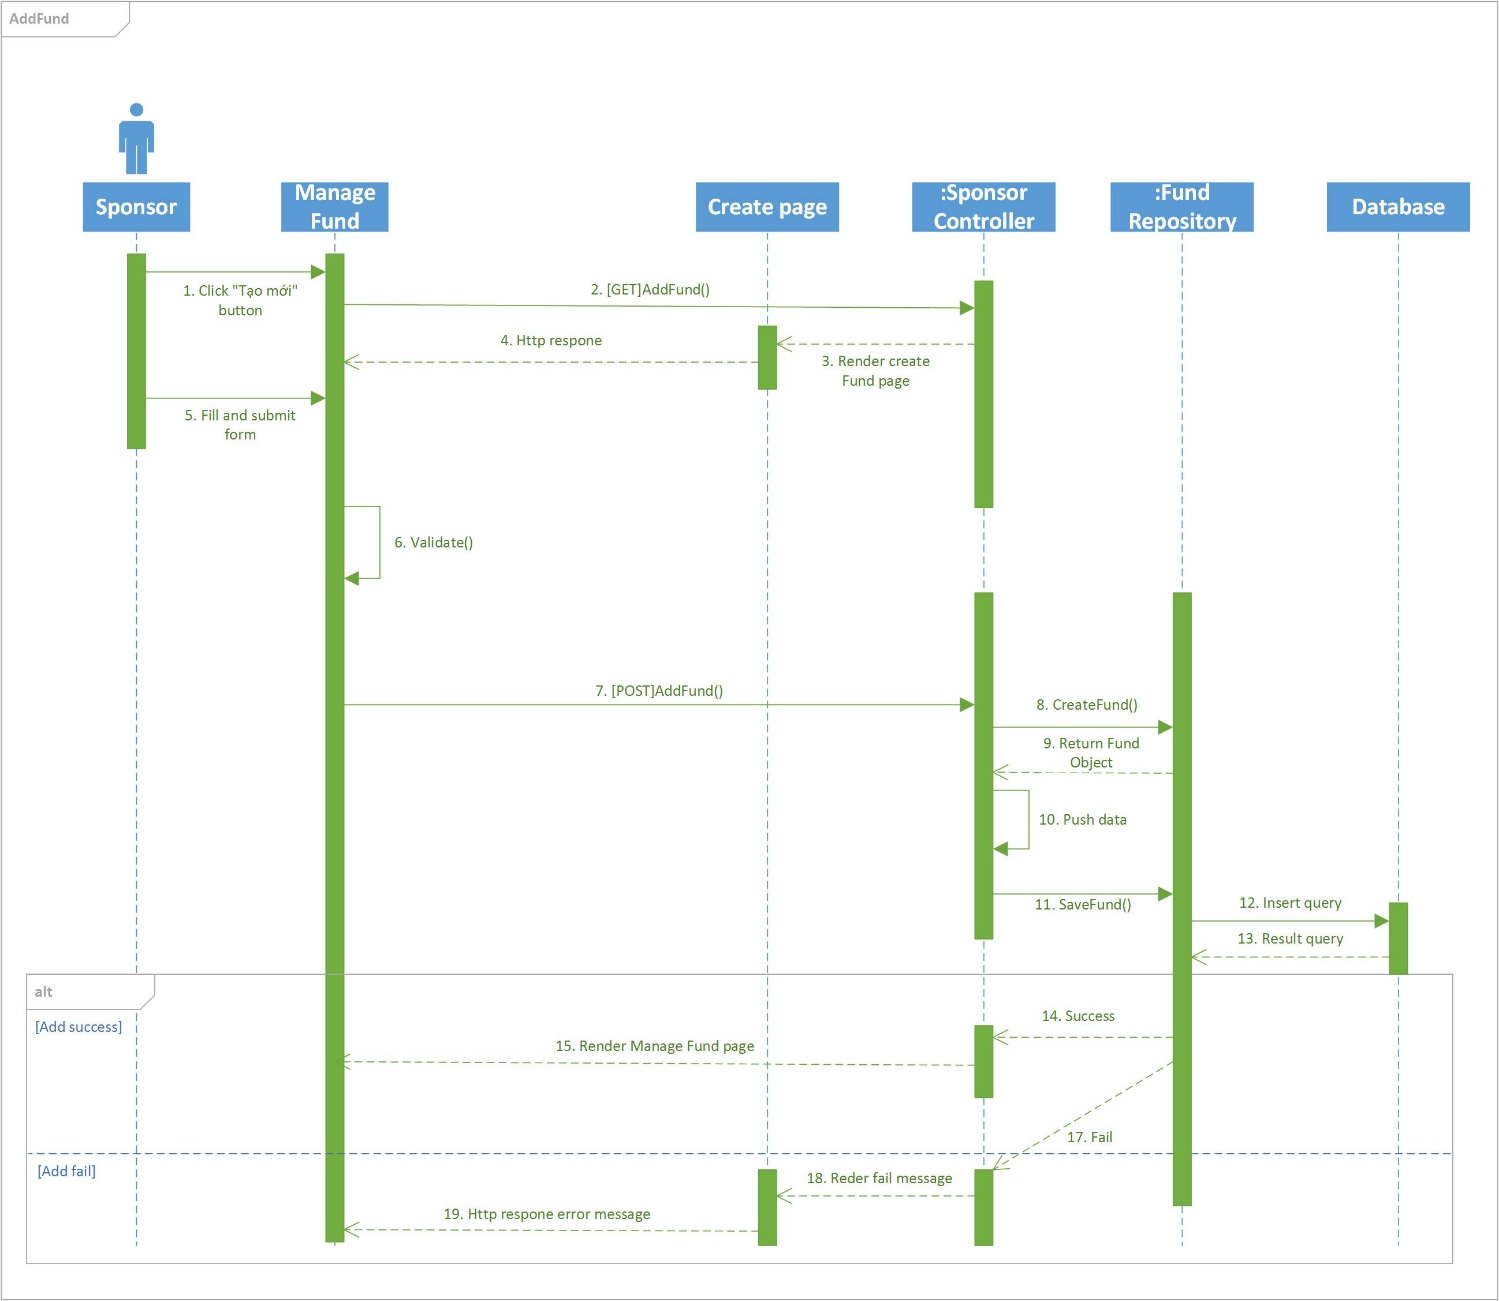 AddFund
Sponsor
Manage
Fund
Create page
:Sponsor
Controller
:Fund
Repository
Database
1. Click "Tạo mới"
button
2. [GET]AddFund()
3. Render create
Fund page
4. Http respone
5. Fill and submit
form
6. Validate()
7. [POST]AddFund()
8. CreateFund()
9. Return Fund
Object
10. Push data
11. SaveFund()
12. Insert query
13. Result query
alt
[Add success]
14. Success
15. Render Manage Fund page
17. Fail
[Add fail]
18. Reder fail message
19. Http respone error message